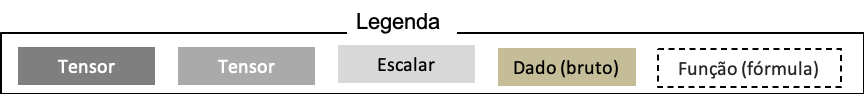 Legenda
Tensor Tensor Escalar Dado (bruto) Função (fórmula)